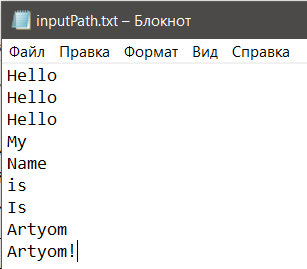 inputPath.txt – Блокнот
Файл Правка Формат Вид Справка
Hello
Hello
Hello
My
Name
is
Is
Artyom
Artyom!